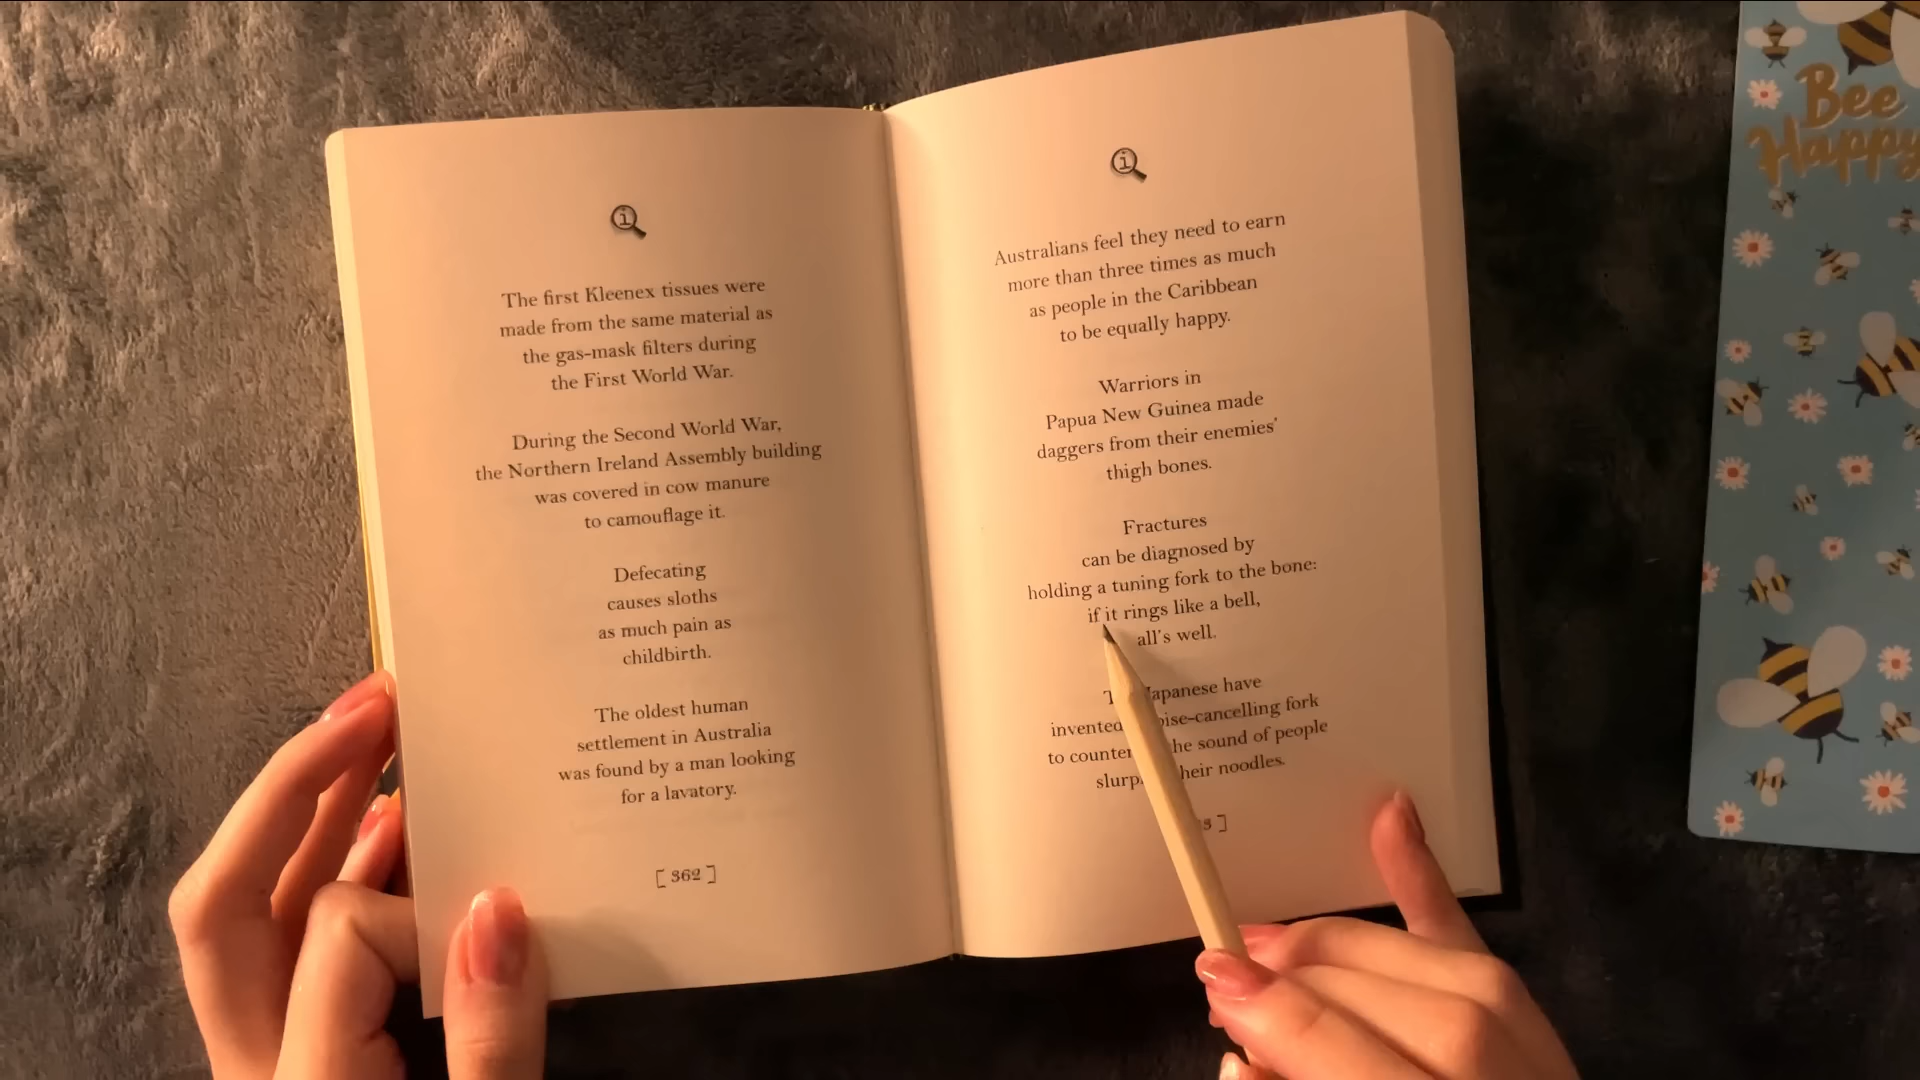 The first Kleenex tissues were
made from the same material as
the gas-mask filters during
the First World War.
During the Second World War,
the Northern Ireland Assembly building
was covered in cow manure
to camouflage it.
Defecating
causes sloths
as much pain as
childbirth.
The oldest human
settlement in Australia
was found by a man looking
for a lavatory.
[ 362 ]
Australians feel they need to earn
more than three times as much
as people in the Caribbean
to be equally happy.
Warriors in
Papua New Guinea made
daggers from their enemies'
thigh bones.
Fractures
can be diagnosed by
holding a tuning fork to the bone:
if it rings like a bell,
all's well.
Japanese have
invented fork
to the sound of people
noodles.
Bee
Happy